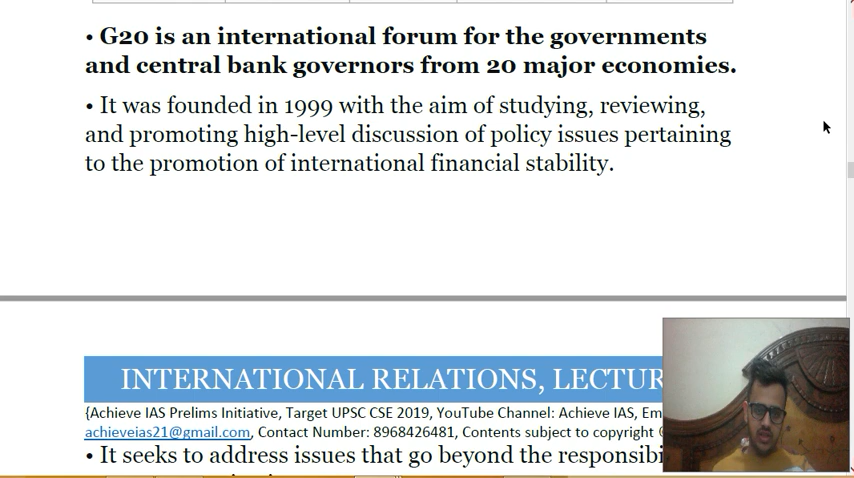 • G20 is an international forum for the governments
and central bank governors from 20 major economies.
• It was founded in 1999 with the aim of studying, reviewing,
and promoting high-level discussion of policy issues pertaining
to the promotion of international financial stability.
INTERNATIONAL RELATIONS, LECTUR
{Achieve IAS Prelims Initiative, Target UPSC CSE 2019, YouTube Channel: Achieve IAS, Em
achieveias21@gmail.com, Contact Number: 8968426481, Contents subject to copyright ©
• It seeks to address issues that go beyond the responsibi